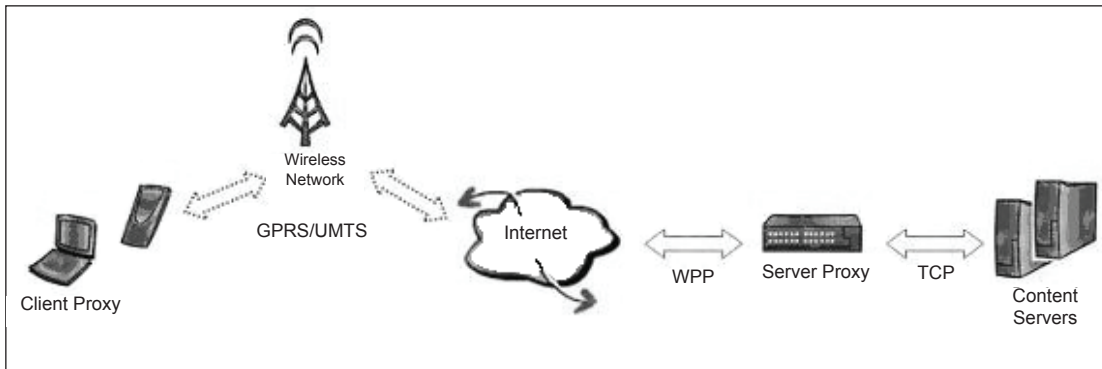 Wireless
Network
GPRS/UMTS
Client Proxy
Internet
WPP
Server Proxy
TCP
Content
Servers